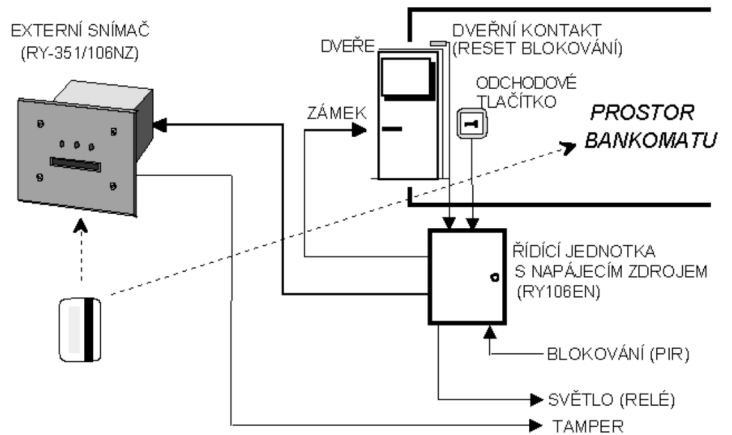 EXTERNÍ SNÍMAČ
(RY-351/106NZ)
DVEŘE
DVEŘNÍ KONTAKT
(RESET BLOKOVÁNÍ)
ODCHODOVÉ
TLAČÍTKO
ZÁMEK
PROSTOR
BANKOMATU
ŘÍDÍCÍ JEDNOTKA
S NAPÁJECÍM ZDROJEM
(RY106EN)
BLOKOVÁNÍ (PIR)
SVĚTLO (RELÉ)
TAMPER